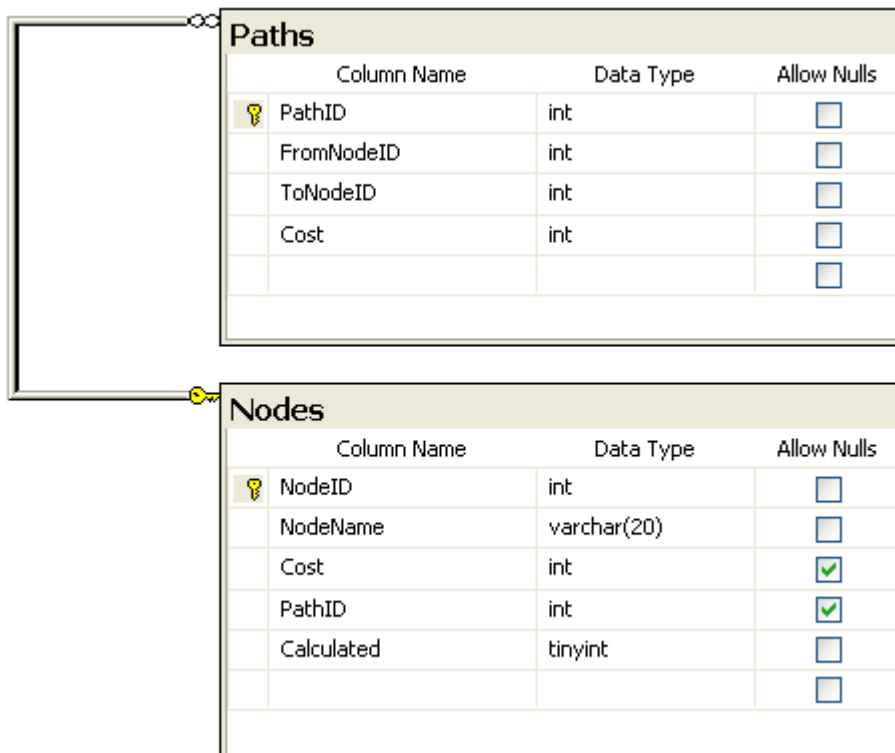 Paths
Column Name Data Type Allow Nulls
PathID int
FromNodeID int
ToNodeID int
Cost int
Nodes
Column Name Data Type Allow Nulls
NodeID int
NodeName varchar(20)
Cost int
PathID int
Calculated tinyint